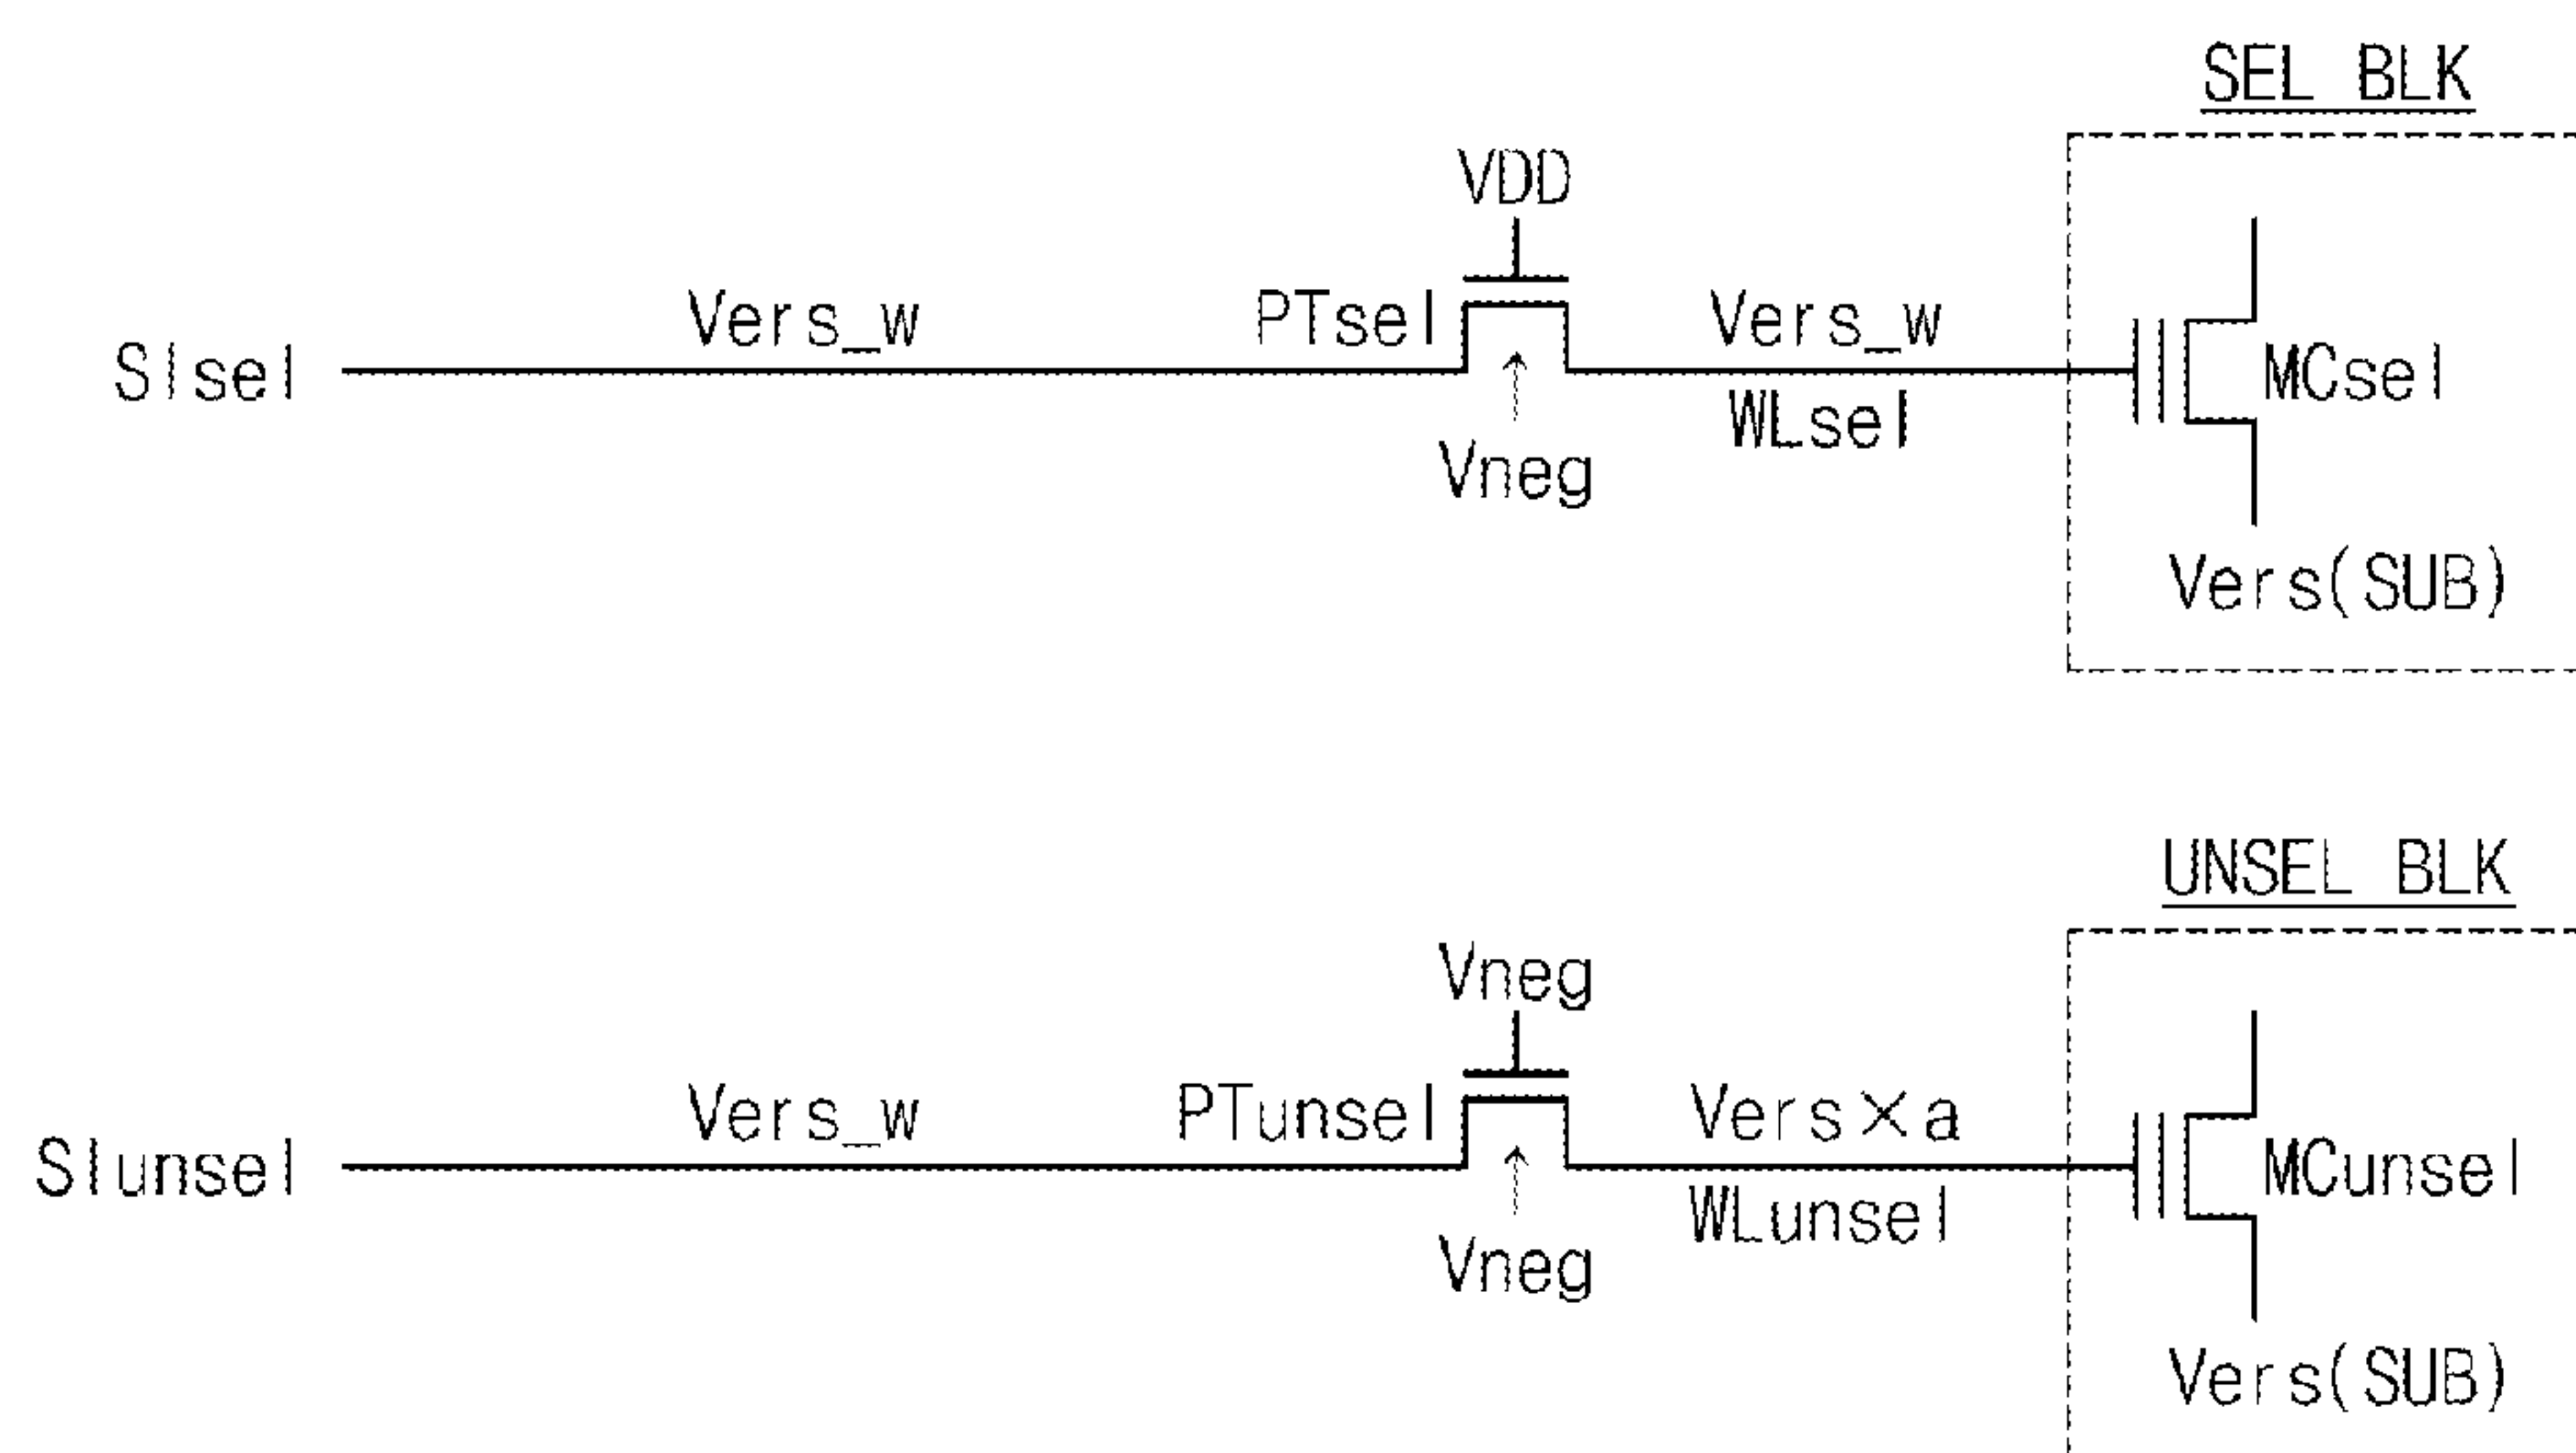 SEL BLK
VDD
Vers_w
PTsel
Vers_w
SIsel
WLsel
MCsel
Vneg
Vers(SUB)
UNSEL BLK
Vneg
Vers_w
PTunsel
Vers×a
SIunsel
WLunsel
MCunsel
Vneg
Vers(SUB)